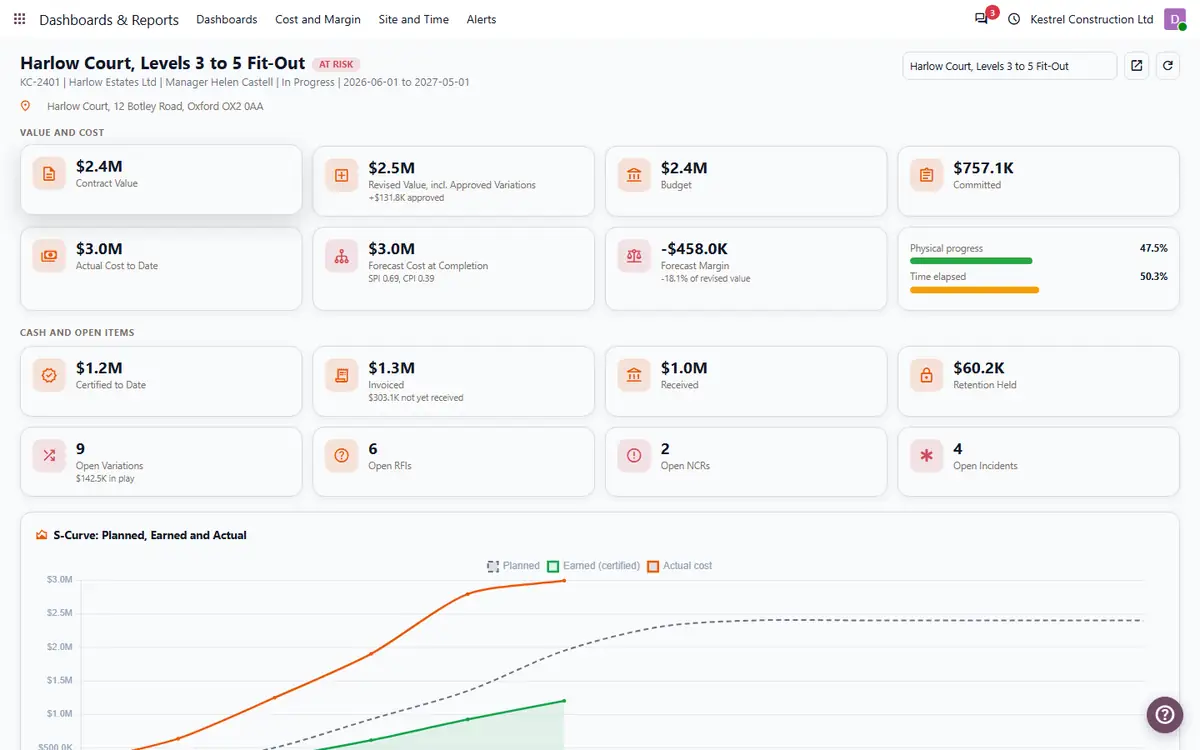 Dashboards & Reports
Dashboards
Cost and Margin
Site and Time
Alerts
3
Kestrel Construction Ltd
D
Harlow Court, Levels 3 to 5 Fit-Out
AT RISK
KC-2401 | Harlow Estates Ltd | Manager Helen Castell | In Progress | 2026-06-01 to 2027-05-01
Harlow Court, 12 Botley Road, Oxford OX2 0AA
Harlow Court, Levels 3 to 5 Fit-Out
VALUE AND COST
$2.4M
Contract Value
$2.5M
Revised Value, incl. Approved Variations
+$131.8K approved
$2.4M
Budget
$757.1K
Committed
$3.0M
Actual Cost to Date
$3.0M
Forecast Cost at Completion
SPI 0.69, CPI 0.39
-$458.0K
Forecast Margin
-18.1% of revised value
Physical progress 47.5%
Time elapsed 50.3%
CASH AND OPEN ITEMS
$1.2M
Certified to Date
$1.3M
Invoiced
$303.1K not yet received
$1.0M
Received
$60.2K
Retention Held
9
Open Variations
$142.5K in play
6
Open RFIs
2
Open NCRs
4
Open Incidents
S-Curve: Planned, Earned and Actual
Planned
Earned (certified)
Actual cost
$3.0M
$2.5M
$2.0M
$1.5M
$1.0M
$500.0K